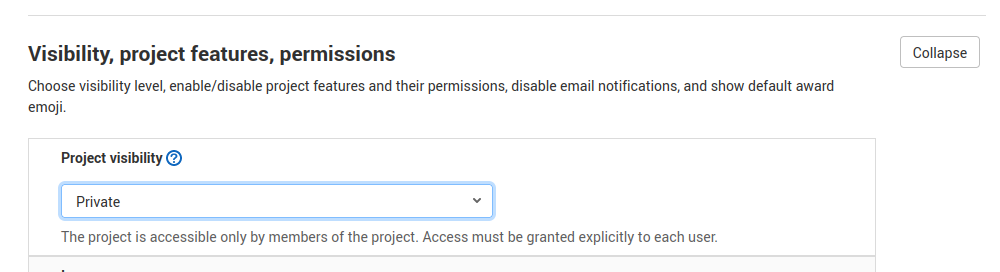 Visibility, project features, permissions
Collapse
Choose visibility level, enable/disable project features and their permissions, disable email notifications, and show default award
emoji.
Project visibility
Private
The project is accessible only by members of the project. Access must be granted explicitly to each user.